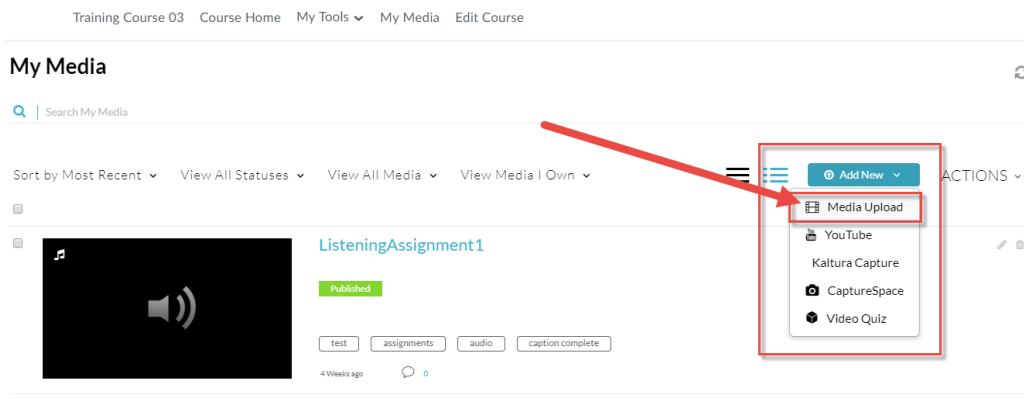 Training Course 03 Course Home My Tools My Media Edit Course
My Media
Search My Media
Sort by Most Recent View All Statuses View All Media View Media I Own Add New ACTIONS
Media Upload
YouTube
Kaltura Capture
CaptureSpace
Video Quiz
ListeningAssignment1
Published
test assignments audio caption complete
4 Weeks ago 0